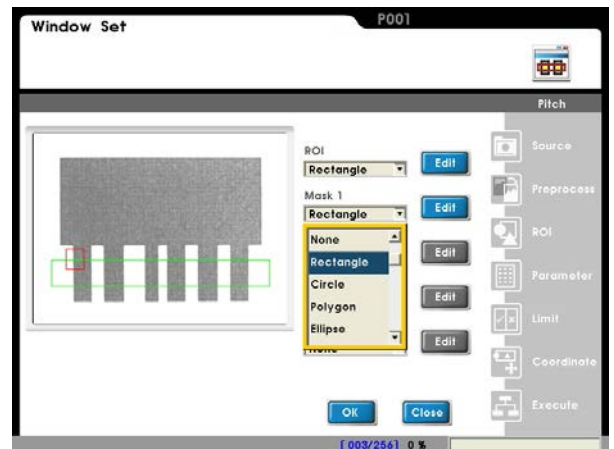 Window Set
P001
Pitch
ROI
Rectangle
Edit
Mask 1
Rectangle
Edit
None
Rectangle
Circle
Polygon
Ellipse
Edit
Edit
Edit
None
OK
Close
Source
Preprocess
ROI
Parameter
Limit
Coordinate
Execute
[003/256] 0 %